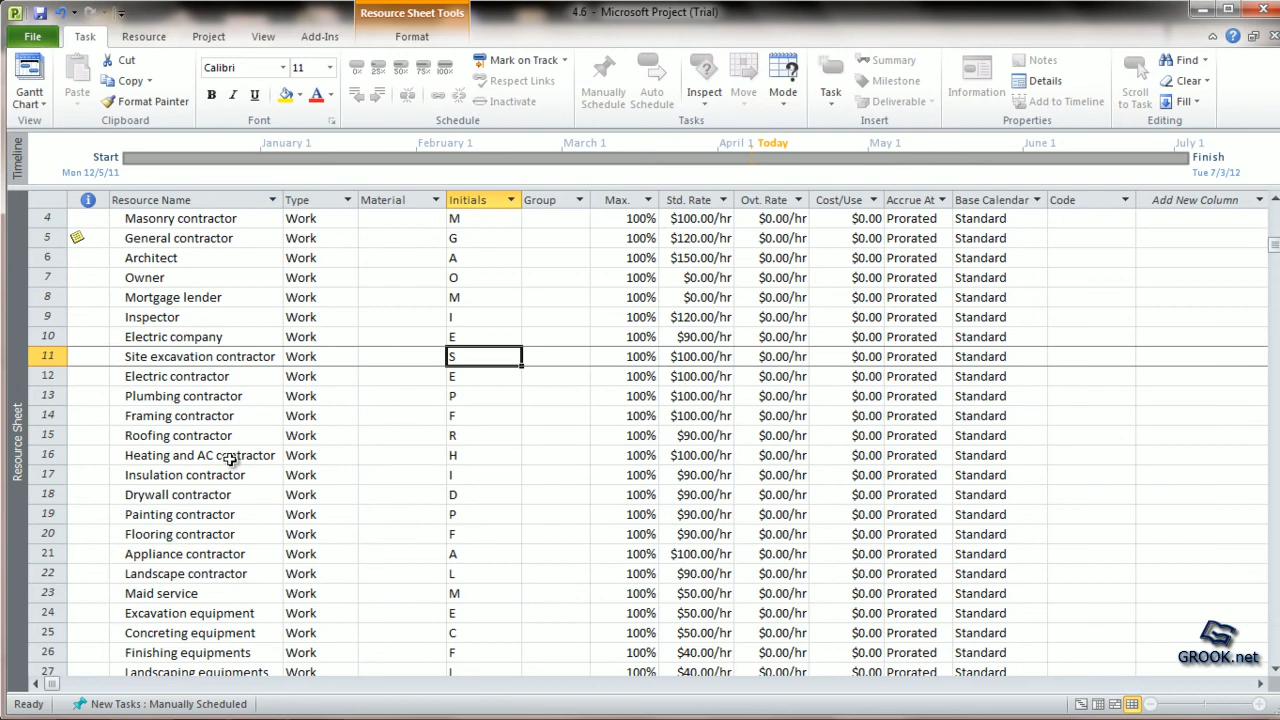 Resource Sheet Tools
4.6 - Microsoft Project (Trial)
File Task Resource Project View Add-Ins Format
Gantt Chart
View
Paste
Cut
Copy
Format Painter
Clipboard
Calibri 11
B I U A
Font
0% 25% 50% 75% 100%
Mark on Track
Respect Links
Inactivate
Schedule
Manually Schedule
Auto Schedule
Inspect
Move
Mode
Tasks
Task
Summary
Milestone
Deliverable
Insert
Information
Notes
Details
Add to Timeline
Properties
Scroll to Task
Find
Clear
Fill
Editing
Timeline
January 1 February 1 March 1 April 1 Today May 1 June 1 July 1
Start Finish
Mon 12/5/11 Tue 7/3/12
Resource Sheet
Resource Name Type Material Initials Group Max. Std. Rate Ovt. Rate Cost/Use Accrue At Base Calendar Code Add New Column
4 Masonry contractor Work M 100% $100.00/hr $0.00/hr $0.00 Prorated Standard
5 General contractor Work G 100% $120.00/hr $0.00/hr $0.00 Prorated Standard
6 Architect Work A 100% $150.00/hr $0.00/hr $0.00 Prorated Standard
7 Owner Work O 100% $0.00/hr $0.00/hr $0.00 Prorated Standard
8 Mortgage lender Work M 100% $0.00/hr $0.00/hr $0.00 Prorated Standard
9 Inspector Work I 100% $120.00/hr $0.00/hr $0.00 Prorated Standard
10 Electric company Work E 100% $90.00/hr $0.00/hr $0.00 Prorated Standard
11 Site excavation contractor Work S 100% $100.00/hr $0.00/hr $0.00 Prorated Standard
12 Electric contractor Work E 100% $100.00/hr $0.00/hr $0.00 Prorated Standard
13 Plumbing contractor Work P 100% $100.00/hr $0.00/hr $0.00 Prorated Standard
14 Framing contractor Work F 100% $100.00/hr $0.00/hr $0.00 Prorated Standard
15 Roofing contractor Work R 100% $90.00/hr $0.00/hr $0.00 Prorated Standard
16 Heating and AC contractor Work H 100% $100.00/hr $0.00/hr $0.00 Prorated Standard
17 Insulation contractor Work I 100% $90.00/hr $0.00/hr $0.00 Prorated Standard
18 Drywall contractor Work D 100% $90.00/hr $0.00/hr $0.00 Prorated Standard
19 Painting contractor Work P 100% $90.00/hr $0.00/hr $0.00 Prorated Standard
20 Flooring contractor Work F 100% $90.00/hr $0.00/hr $0.00 Prorated Standard
21 Appliance contractor Work A 100% $100.00/hr $0.00/hr $0.00 Prorated Standard
22 Landscape contractor Work L 100% $90.00/hr $0.00/hr $0.00 Prorated Standard
23 Maid service Work M 100% $50.00/hr $0.00/hr $0.00 Prorated Standard
24 Excavation equipment Work E 100% $50.00/hr $0.00/hr $0.00 Prorated Standard
25 Concreting equipment Work C 100% $50.00/hr $0.00/hr $0.00 Prorated Standard
26 Finishing equipments Work F 100% $40.00/hr $0.00/hr $0.00 Prorated Standard
27 Landscaping equipments Work L 100% $40.00/hr $0.00/hr $0.00 Prorated Standard
GROOK.net
Ready New Tasks : Manually Scheduled